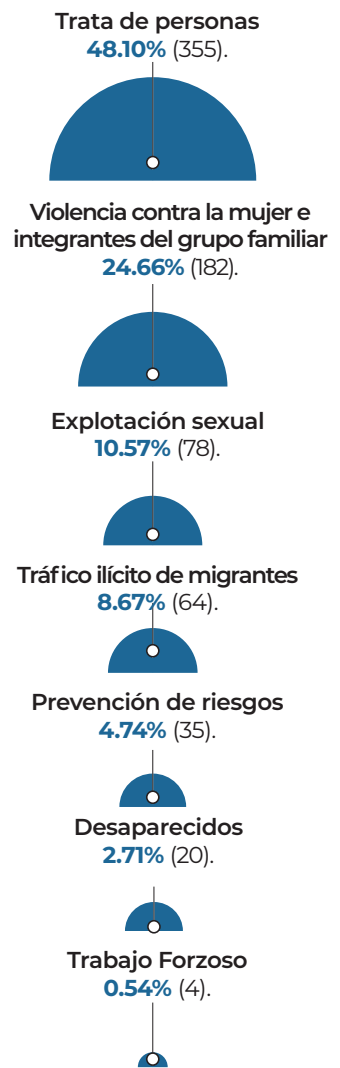 Trata de personas
48.10% (355).
Violencia contra la mujer e
integrantes del grupo familiar
24.66% (182).
Explotación sexual
10.57% (78).
Tráfico ilícito de migrantes
8.67% (64).
Prevención de riesgos
4.74% (35).
Desaparecidos
2.71% (20).
Trabajo Forzoso
0.54% (4).